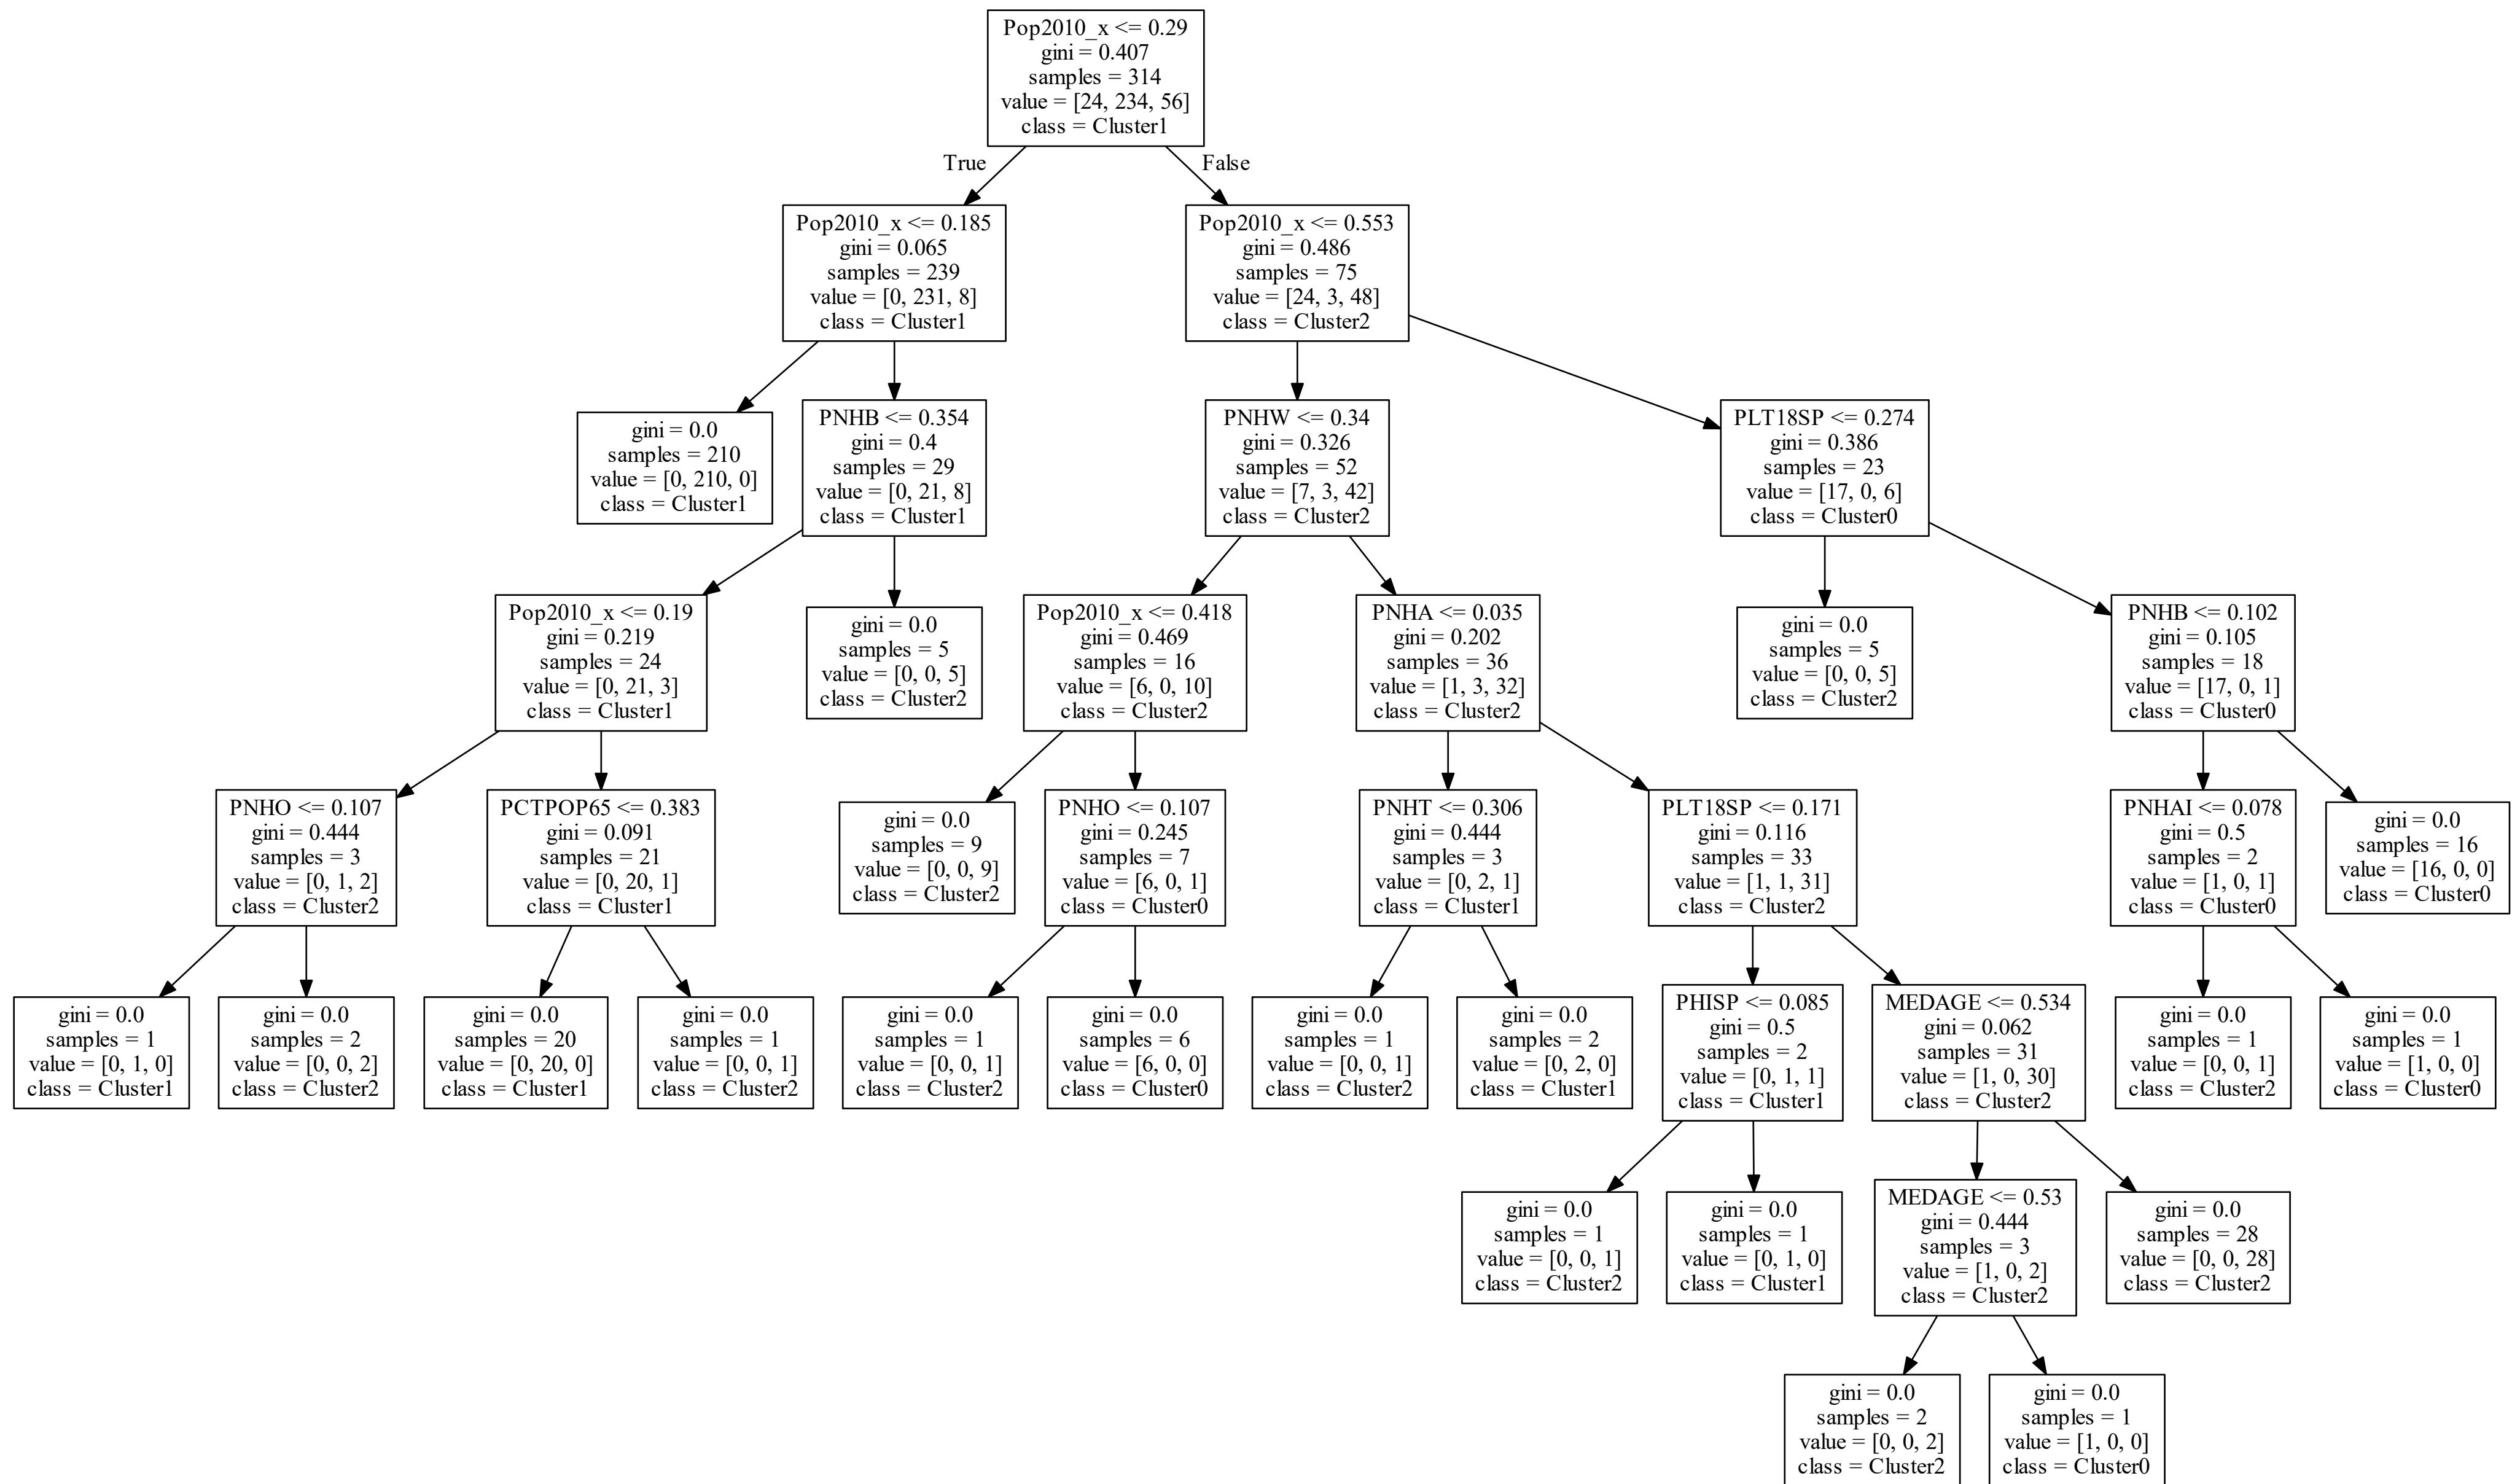 Pop2010_x <= 0.29
gini = 0.407
samples = 314
value = [24, 234, 56]
class = Cluster1
True
False
Pop2010_x <= 0.185
gini = 0.065
samples = 239
value = [0, 231, 8]
class = Cluster1
Pop2010_x <= 0.553
gini = 0.486
samples = 75
value = [24, 3, 48]
class = Cluster2
gini = 0.0
samples = 210
value = [0, 210, 0]
class = Cluster1
PNHB <= 0.354
gini = 0.4
samples = 29
value = [0, 21, 8]
class = Cluster1
PNHW <= 0.34
gini = 0.326
samples = 52
value = [7, 3, 42]
class = Cluster2
PLT18SP <= 0.274
gini = 0.386
samples = 23
value = [17, 0, 6]
class = Cluster0
Pop2010_x <= 0.19
gini = 0.219
samples = 24
value = [0, 21, 3]
class = Cluster1
gini = 0.0
samples = 5
value = [0, 0, 5]
class = Cluster2
Pop2010_x <= 0.418
gini = 0.469
samples = 16
value = [6, 0, 10]
class = Cluster2
PNHA <= 0.035
gini = 0.202
samples = 36
value = [1, 3, 32]
class = Cluster2
gini = 0.0
samples = 5
value = [0, 0, 5]
class = Cluster2
PNHB <= 0.102
gini = 0.105
samples = 18
value = [17, 0, 1]
class = Cluster0
PNHO <= 0.107
gini = 0.444
samples = 3
value = [0, 1, 2]
class = Cluster2
PCTPOP65 <= 0.383
gini = 0.091
samples = 21
value = [0, 20, 1]
class = Cluster1
gini = 0.0
samples = 9
value = [0, 0, 9]
class = Cluster2
PNHO <= 0.107
gini = 0.245
samples = 7
value = [6, 0, 1]
class = Cluster0
PNHT <= 0.306
gini = 0.444
samples = 3
value = [0, 2, 1]
class = Cluster1
PLT18SP <= 0.171
gini = 0.116
samples = 33
value = [1, 1, 31]
class = Cluster2
PNHAI <= 0.078
gini = 0.5
samples = 2
value = [1, 0, 1]
class = Cluster0
gini = 0.0
samples = 16
value = [16, 0, 0]
class = Cluster0
gini = 0.0
samples = 1
value = [0, 1, 0]
class = Cluster1
gini = 0.0
samples = 2
value = [0, 0, 2]
class = Cluster2
gini = 0.0
samples = 20
value = [0, 20, 0]
class = Cluster1
gini = 0.0
samples = 1
value = [0, 0, 1]
class = Cluster2
gini = 0.0
samples = 1
value = [0, 0, 1]
class = Cluster2
gini = 0.0
samples = 6
value = [6, 0, 0]
class = Cluster0
gini = 0.0
samples = 1
value = [0, 0, 1]
class = Cluster2
gini = 0.0
samples = 2
value = [0, 2, 0]
class = Cluster1
PHISP <= 0.085
gini = 0.5
samples = 2
value = [0, 1, 1]
class = Cluster1
MEDAGE <= 0.534
gini = 0.062
samples = 31
value = [1, 0, 30]
class = Cluster2
gini = 0.0
samples = 1
value = [0, 0, 1]
class = Cluster2
gini = 0.0
samples = 1
value = [1, 0, 0]
class = Cluster0
gini = 0.0
samples = 1
value = [0, 0, 1]
class = Cluster2
gini = 0.0
samples = 1
value = [0, 1, 0]
class = Cluster1
MEDAGE <= 0.53
gini = 0.444
samples = 3
value = [1, 0, 2]
class = Cluster2
gini = 0.0
samples = 28
value = [0, 0, 28]
class = Cluster2
gini = 0.0
samples = 2
value = [0, 0, 2]
class = Cluster2
gini = 0.0
samples = 1
value = [1, 0, 0]
class = Cluster0